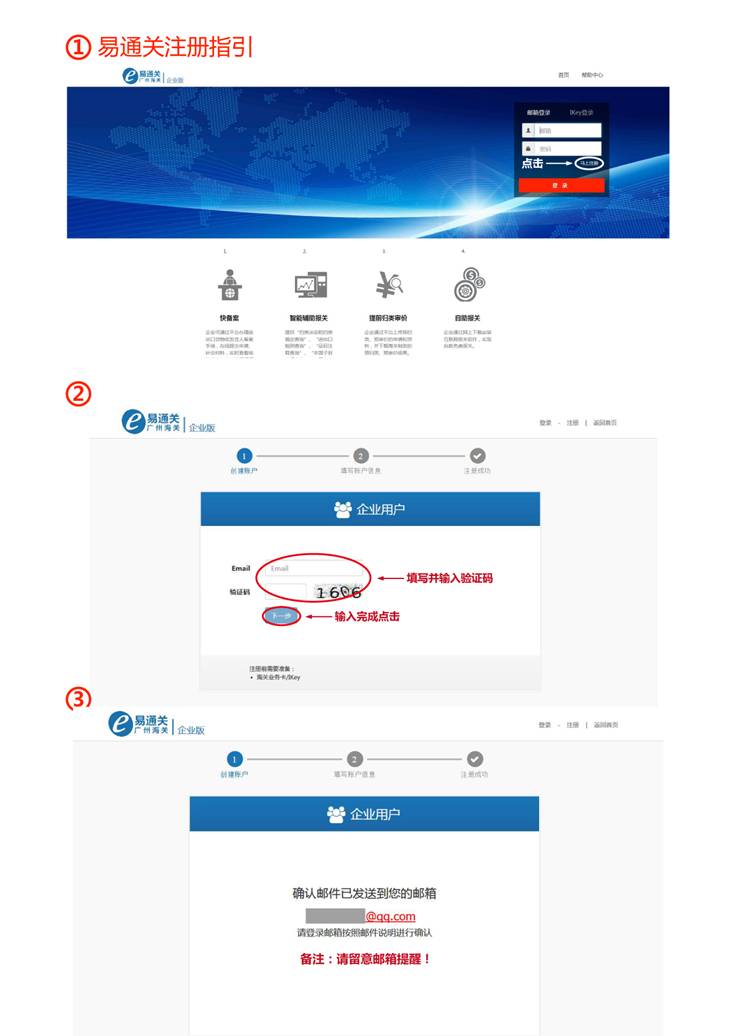 ① 易通关注册指引
易通关
广州海关
企业版
首页 帮助中心
邮箱登录 IKey登录
邮箱
密码
点击 马上注册
登 录
1. 2. 3. 4.
快备案 智能辅助报关 提前归类审价 自助报关
②
易通关
广州海关
企业版
登录 - 注册 | 返回首页
1 2
创建账户 填写账户信息 注册成功
企业用户
Email Email
填写并输入验证码
验证码 1606
下一步 输入完成点击
注册前需要准备：
• 海关业务卡/IKey
③
易通关
广州海关
企业版
登录 - 注册 | 返回首页
1 2
创建账户 填写账户信息 注册成功
企业用户
确认邮件已发送到您的邮箱
@qq.com
请登录邮箱按照邮件说明进行确认
备注：请留意邮箱提醒！